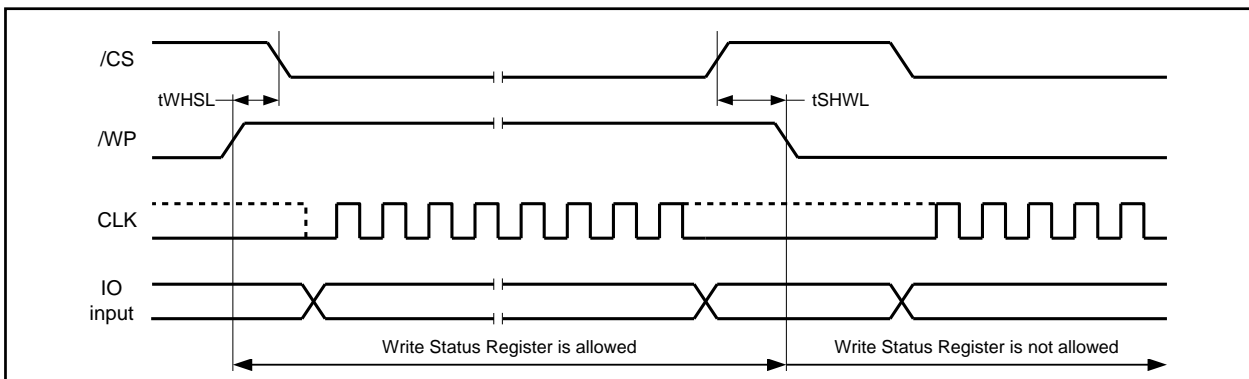 /CS
tWHSL
tSHWL
/WP
CLK
IO
input
Write Status Register is allowed
Write Status Register is not allowed